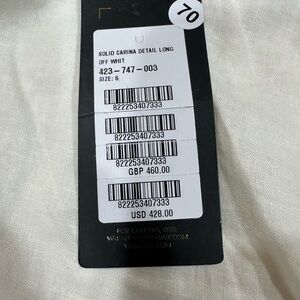 70
SOLID CARINA DETAIL LONG
OFF WHIT
423-747-003
SIZE: 6
822253407333
822253407333
822253407333
GBP 460.00
822253407333
USD 428.00